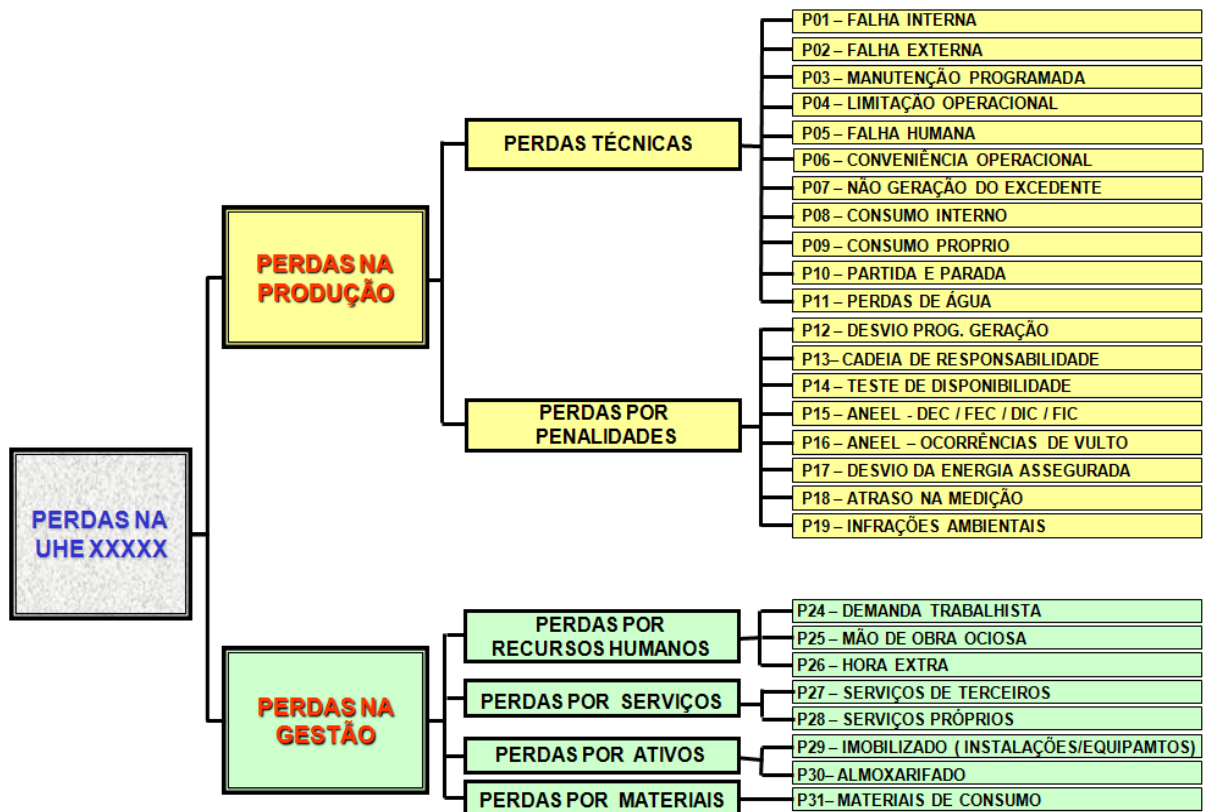 PERDAS NA
UHE XXXXX
PERDAS NA
PRODUÇÃO
PERDAS TÉCNICAS
P01 – FALHA INTERNA
P02 – FALHA EXTERNA
P03 – MANUTENÇÃO PROGRAMADA
P04 – LIMITAÇÃO OPERACIONAL
P05 – FALHA HUMANA
P06 – CONVENIÊNCIA OPERACIONAL
P07 – NÃO GERAÇÃO DO EXCEDENTE
P08 – CONSUMO INTERNO
P09 – CONSUMO PROPRIO
P10 – PARTIDA E PARADA
P11 – PERDAS DE ÁGUA
PERDAS POR
PENALIDADES
P12 – DESVIO PROG. GERAÇÃO
P13– CADEIA DE RESPONSABILIDADE
P14 – TESTE DE DISPONIBILIDADE
P15 – ANEEL - DEC / FEC / DIC / FIC
P16 – ANEEL – OCORRÊNCIAS DE VULTO
P17 – DESVIO DA ENERGIA ASSEGURADA
P18 – ATRASO NA MEDIÇÃO
P19 – INFRAÇÕES AMBIENTAIS
PERDAS NA
GESTÃO
PERDAS POR
RECURSOS HUMANOS
P24 – DEMANDA TRABALHISTA
P25 – MÃO DE OBRA OCIOSA
P26 – HORA EXTRA
PERDAS POR SERVIÇOS
P27 – SERVIÇOS DE TERCEIROS
P28 – SERVIÇOS PRÓPRIOS
PERDAS POR ATIVOS
P29 – IMOBILIZADO ( INSTALAÇÕES/EQUIPAMTOS)
P30– ALMOXARIFADO
PERDAS POR MATERIAIS
P31– MATERIAIS DE CONSUMO